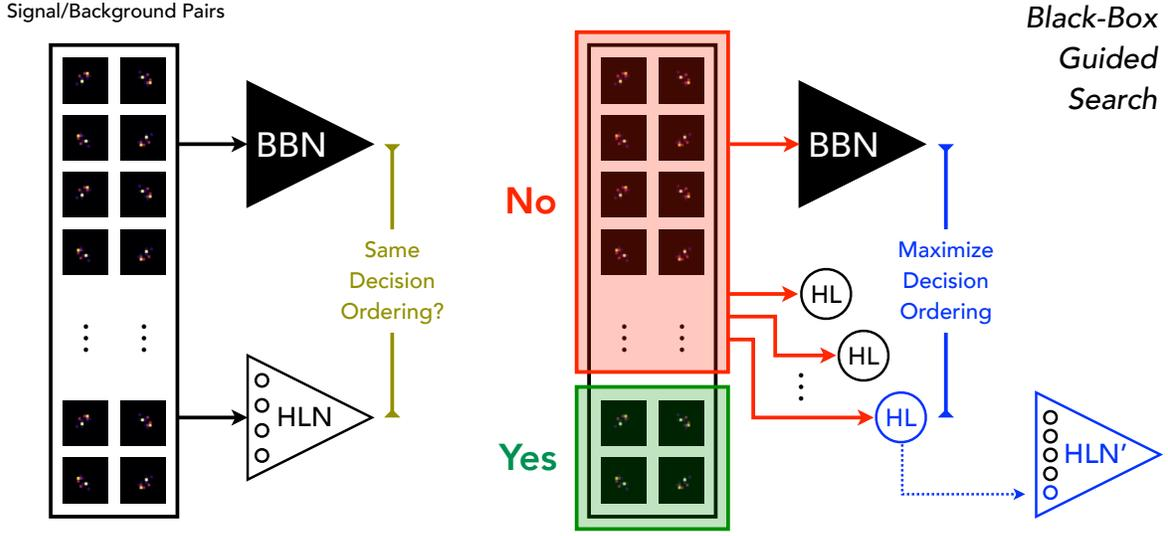 Signal/Background Pairs
BBN
Same
Decision
Ordering?
HLN
Black-Box
Guided
Search
No
Yes
BBN
Maximize
Decision
Ordering
HL
HL
HL
HLN’